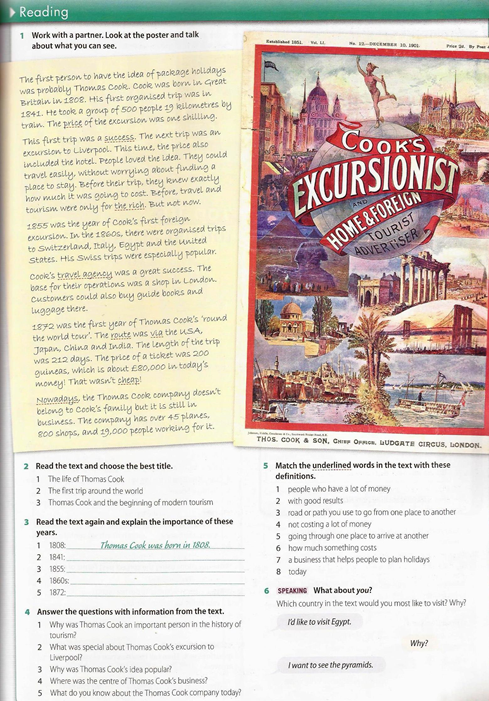 Reading
1 Work with a partner. Look at the poster and talk
about what you can see.
The first person to have the idea of package holidays
was probably Thomas Cook. Cook was born in Great
Britain in 1808. His first organised trip was in
1841. He took a group of 500 people 19 kilometres by
train. The price of the excursion was one shilling.
This first trip was a success. The next trip was an
excursion to Liverpool. This time, the price also
included the hotel. People loved the idea. They could
travel easily, without worrying about finding a
place to stay. Before their trip, they knew exactly
how much it was going to cost. Before, travel and
tourism were only for the rich. But not now.
1855 was the year of Cook's first foreign
excursion. In the 1860s, there were organised trips
to Switzerland, Italy, Egypt and the United
States. His Swiss trips were especially popular.
Cook's travel agency was a great success. The
base for their operations was a shop in London.
Customers could also buy guide books and
luggage there.
1872 was the first year of Thomas Cook's 'round
the world tour'. The route was via the USA,
Japan, China and India. The length of the trip
was 212 days. The price of a ticket was 200
guineas, which is about £80,000 in today's
money! That wasn't cheap!
Nowadays, the Thomas Cook company doesn't
belong to Cook's family but it is still in
business. The company has over 45 planes,
800 shops, and 19,000 people working for it.
Established 1851. Vol. LI. No. 12.—DECEMBER 10, 1901. Price 2d. By Post
COOK'S
EXCURSIONIST
AND
HOME & FOREIGN
TOURIST
ADVERTISER
THOS. COOK & SON, CHIEF OFFICE, LUDGATE CIRCUS, LONDON.
2 Read the text and choose the best title.
1 The life of Thomas Cook
2 The first trip around the world
3 Thomas Cook and the beginning of modern tourism
3 Read the text again and explain the importance of these
years.
1 1808: Thomas Cook was born in 1808.
2 1841:
3 1855:
4 1860s:
5 1872:
4 Answer the questions with information from the text.
1 Why was Thomas Cook an important person in the history of
tourism?
2 What was special about Thomas Cook's excursion to
Liverpool?
3 Why was Thomas Cook's idea popular?
4 Where was the centre of Thomas Cook's business?
5 What do you know about the Thomas Cook company today?
5 Match the underlined words in the text with these
definitions.
1 people who have a lot of money
2 with good results
3 road or path you use to go from one place to another
4 not costing a lot of money
5 going through one place to arrive at another
6 how much something costs
7 a business that helps people to plan holidays
8 today
6 SPEAKING What about you?
Which country in the text would you most like to visit? Why?
I'd like to visit Egypt.
Why?
I want to see the pyramids.